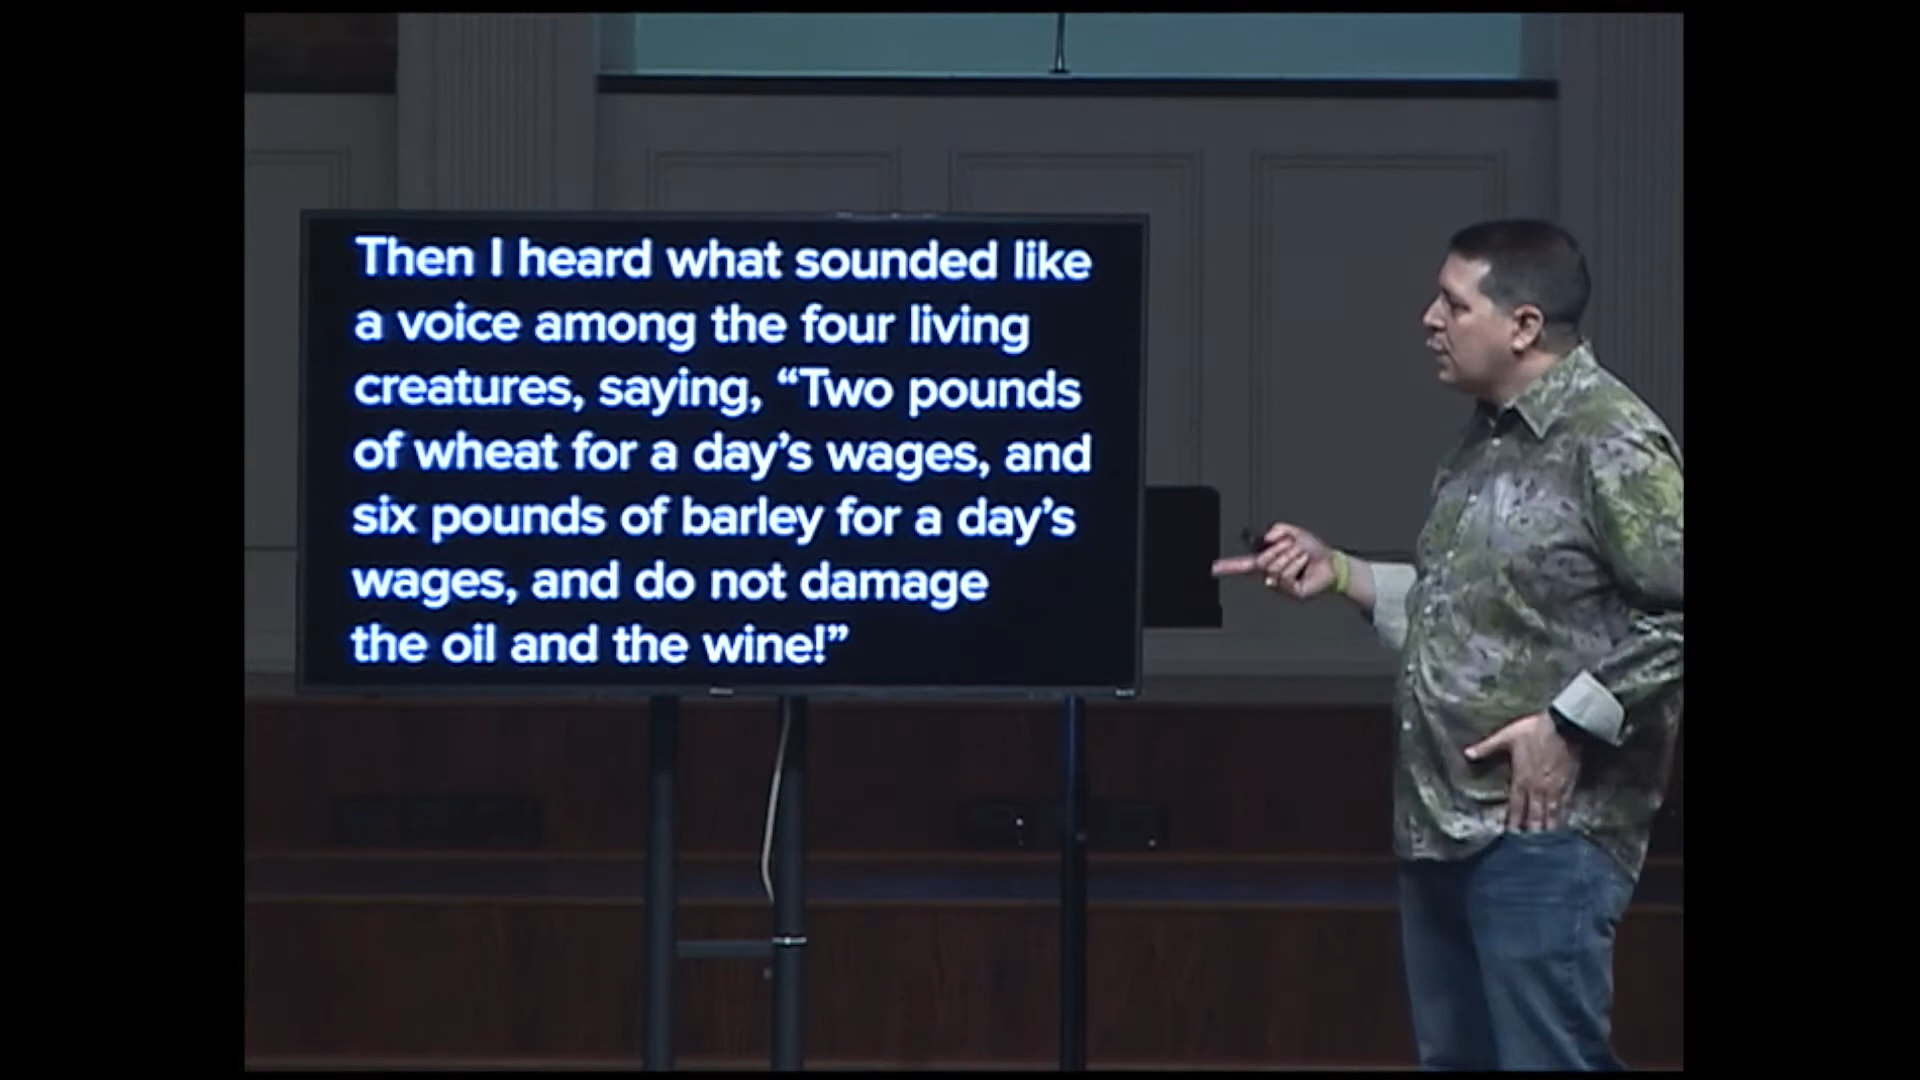 Then I heard what sounded like
a voice among the four living
creatures, saying, “Two pounds
of wheat for a day’s wages, and
six pounds of barley for a day’s
wages, and do not damage
the oil and the wine!”